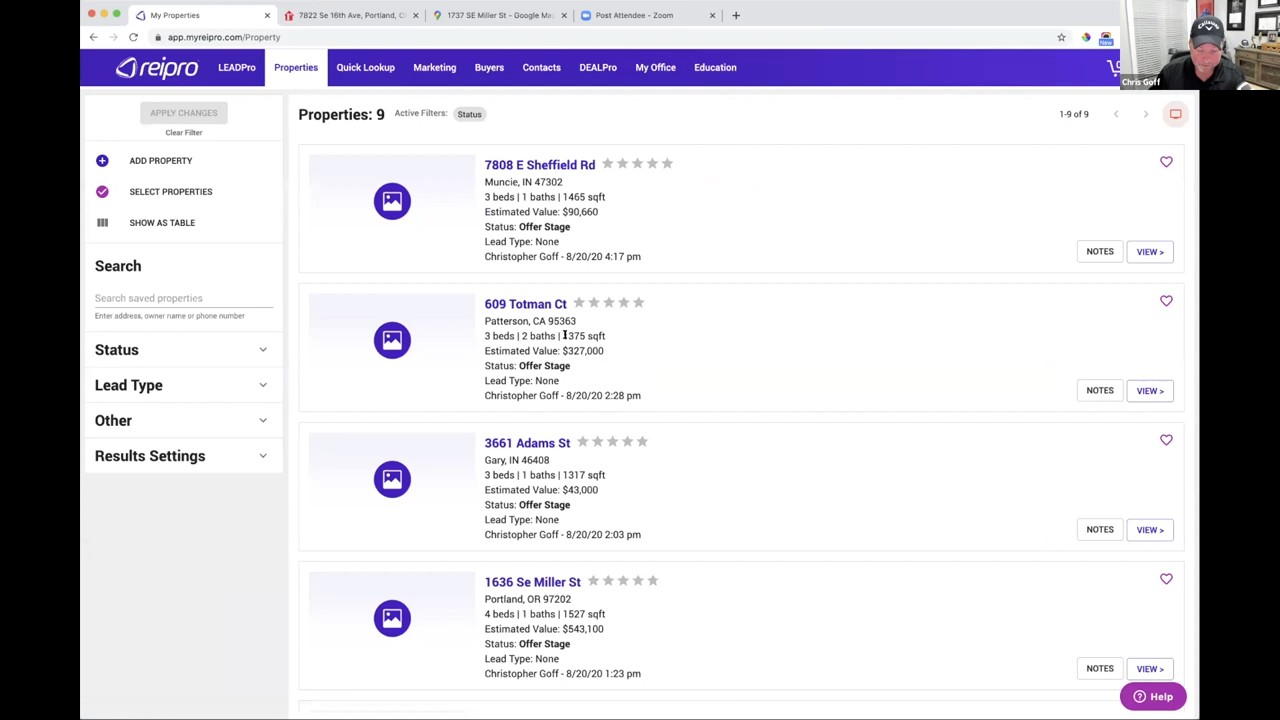 My Properties
7822 Se 16th Ave, Portland, O
1737 SE Miller St - Google Ma
Post Attendee - Zoom
app.myreipro.com/Property
New
Chris Goff
reipro
LEADPro
Properties
Quick Lookup
Marketing
Buyers
Contacts
DEALPro
My Office
Education
APPLY CHANGES
Clear Filter
ADD PROPERTY
SELECT PROPERTIES
SHOW AS TABLE
Search
Search saved properties
Enter address, owner name or phone number
Status
Lead Type
Other
Results Settings
Properties: 9
Active Filters:
Status
1-9 of 9
7808 E Sheffield Rd
Muncie, IN 47302
3 beds | 1 baths | 1465 sqft
Estimated Value: $90,660
Status: Offer Stage
Lead Type: None
Christopher Goff - 8/20/20 4:17 pm
NOTES
VIEW >
609 Totman Ct
Patterson, CA 95363
3 beds | 2 baths | 1375 sqft
Estimated Value: $327,000
Status: Offer Stage
Lead Type: None
Christopher Goff - 8/20/20 2:28 pm
NOTES
VIEW >
3661 Adams St
Gary, IN 46408
3 beds | 1 baths | 1317 sqft
Estimated Value: $43,000
Status: Offer Stage
Lead Type: None
Christopher Goff - 8/20/20 2:03 pm
NOTES
VIEW >
1636 Se Miller St
Portland, OR 97202
4 beds | 1 baths | 1527 sqft
Estimated Value: $543,100
Status: Offer Stage
Lead Type: None
Christopher Goff - 8/20/20 1:23 pm
NOTES
VIEW >
Help